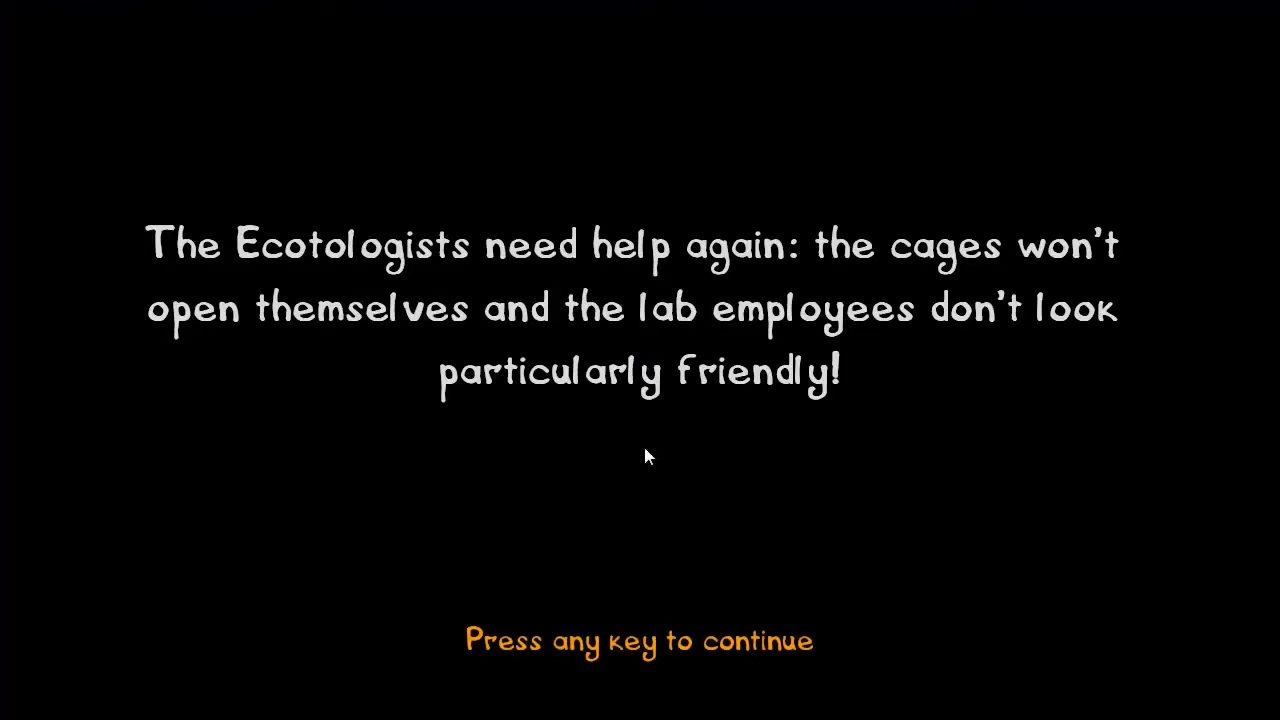 The Ecotologists need help again: the cages won't
open themselves and the lab employees don't look
particularly friendly!
Press any key to continue